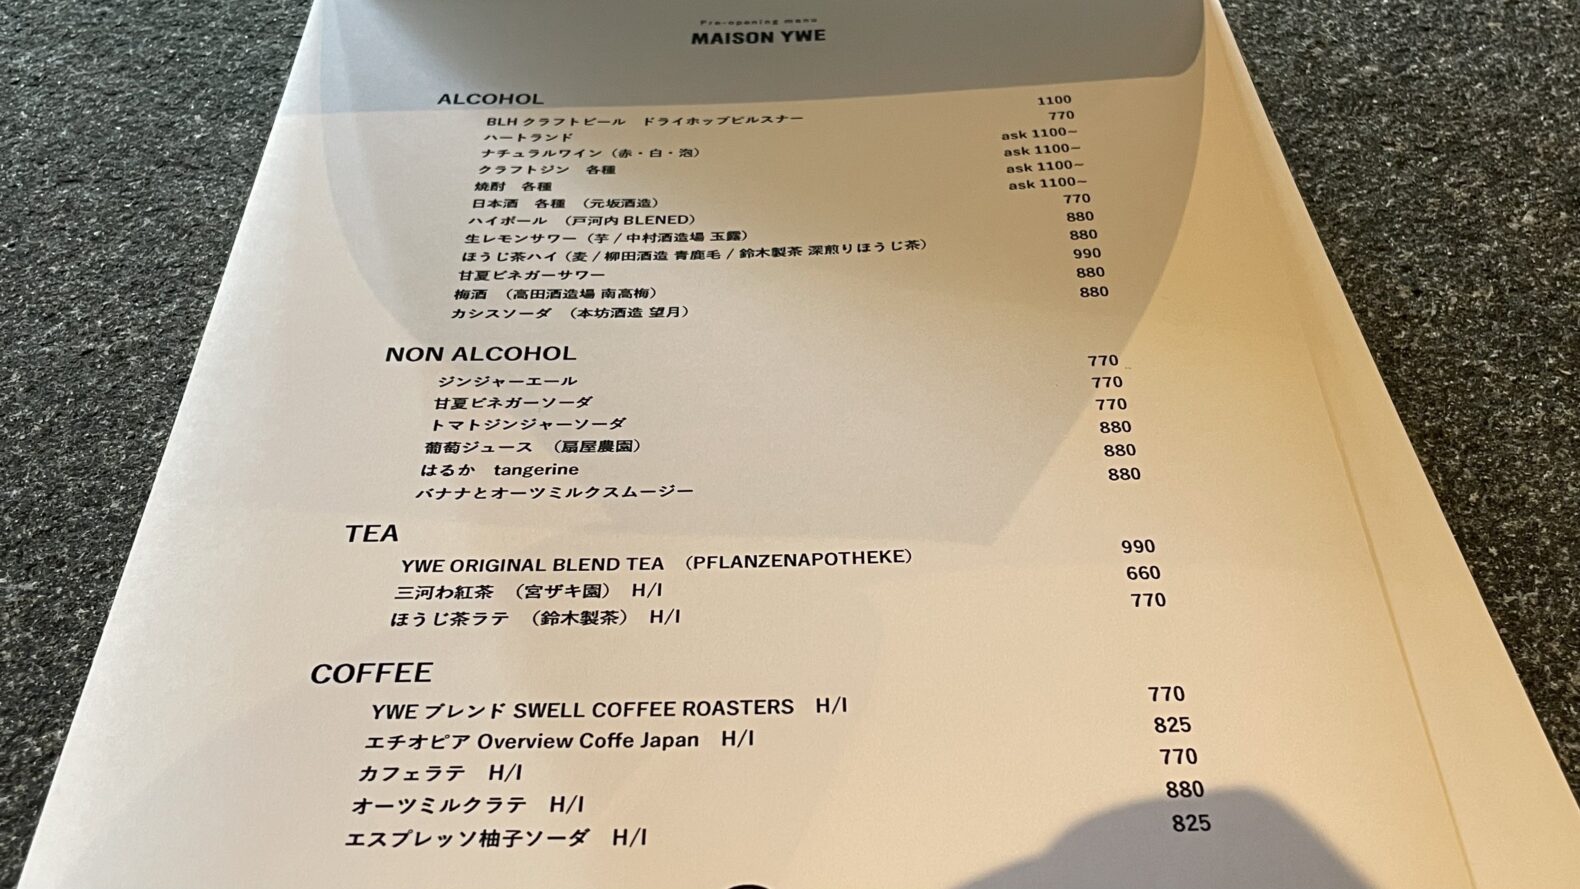 Pre-opening menu
MAISON YWE
ALCOHOL
BLH クラフトビール　ドライホップピルスナー 1100
ハートランド 770
ナチュラルワイン（赤・白・泡） ask 1100~
クラフトジン　各種 ask 1100~
焼酎　各種 ask 1100~
日本酒　各種　（元坂酒造） ask 1100~
ハイボール　（戸河内 BLENED） 770
生レモンサワー（芋 / 中村酒造場 玉露） 880
ほうじ茶ハイ（麦 / 柳田酒造 青鹿毛 / 鈴木製茶 深煎りほうじ茶） 880
甘夏ビネガーサワー 990
梅酒　（高田酒造場 南高梅） 880
カシスソーダ　（本坊酒造 望月） 880
NON ALCOHOL
ジンジャーエール 770
甘夏ビネガーソーダ 770
トマトジンジャーソーダ 770
葡萄ジュース　（扇屋農園） 880
はるか　tangerine 880
バナナとオーツミルクスムージー 880
TEA
YWE ORIGINAL BLEND TEA　（PFLANZENAPOTHEKE） 990
三河わ紅茶　（宮ザキ園）　H/I 660
ほうじ茶ラテ　（鈴木製茶）　H/I 770
COFFEE
YWE ブレンド SWELL COFFEE ROASTERS　H/I 770
エチオピア Overview Coffe Japan　H/I 825
カフェラテ　H/I 770
オーツミルクラテ　H/I 880
エスプレッソ柚子ソーダ　H/I 825